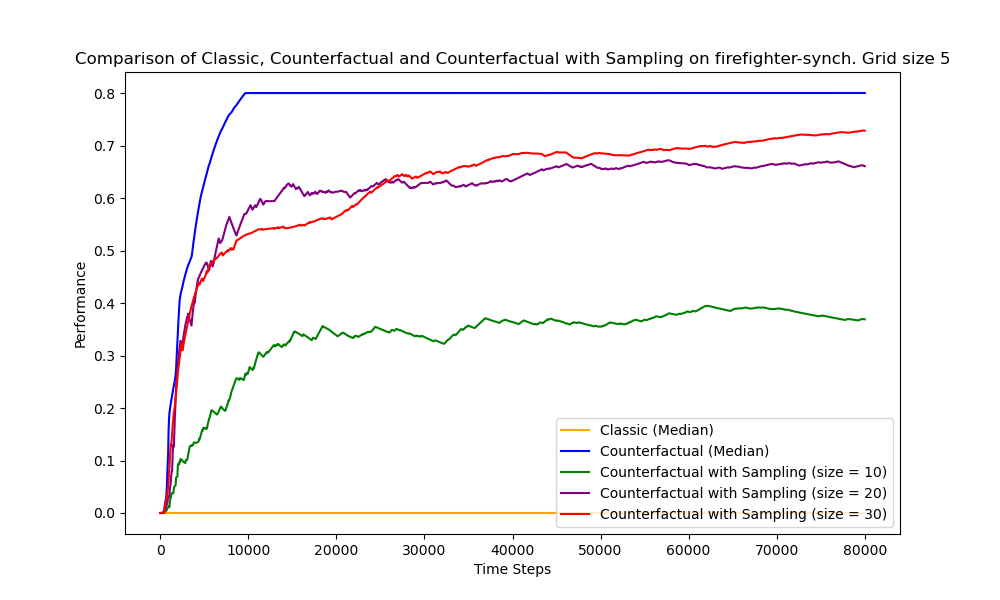 Comparison of Classic, Counterfactual and Counterfactual with Sampling on firefighter-synch. Grid size 5
0.8
0.7
0.6
0.5
0.4
0.3
0.2
0.1
0.0
Performance
Classic (Median)
Counterfactual (Median)
Counterfactual with Sampling (size = 10)
Counterfactual with Sampling (size = 20)
Counterfactual with Sampling (size = 30)
0 10000 20000 30000 40000 50000 60000 70000 80000
Time Steps